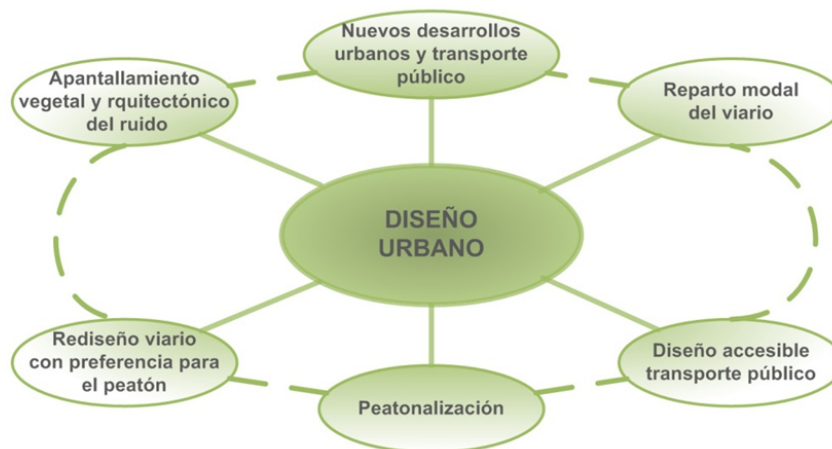 Nuevos desarrollos
urbanos y transporte
público
Apantallamiento
vegetal y rquitectónico
del ruido
Reparto modal
del viario
DISEÑO
URBANO
Rediseño viario
con preferencia para
el peatón
Diseño accesible
transporte público
Peatonalización